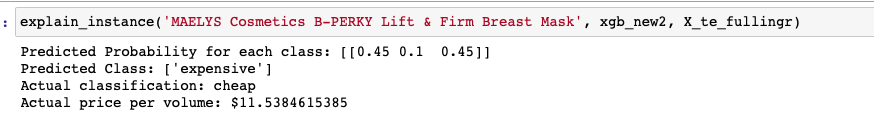 : explain_instance('MAELYS Cosmetics B-PERKY Lift & Firm Breast Mask', xgb_new2, X_te_fullingr)
Predicted Probability for each class: [[0.45 0.1  0.45]]
Predicted Class: ['expensive']
Actual classification: cheap
Actual price per volume: $11.5384615385